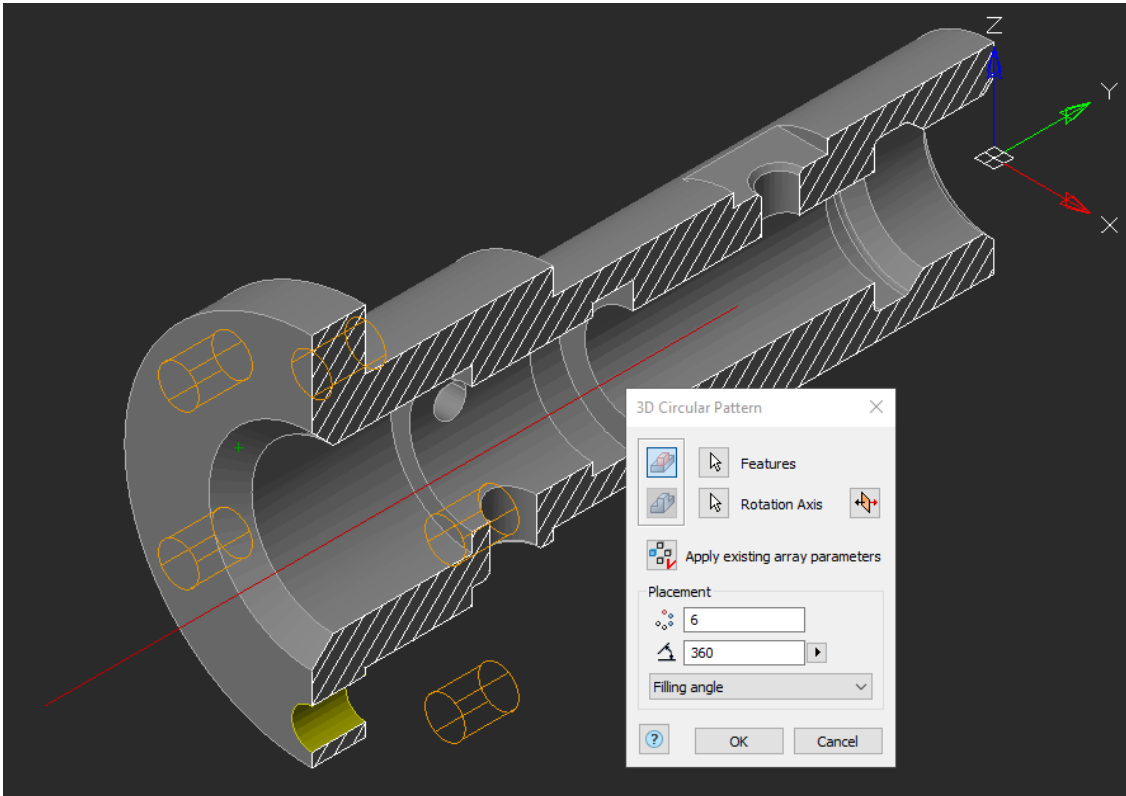 Z
Y
X
3D Circular Pattern
Features
Rotation Axis
Apply existing array parameters
Placement
6
360
Filling angle
?
OK
Cancel